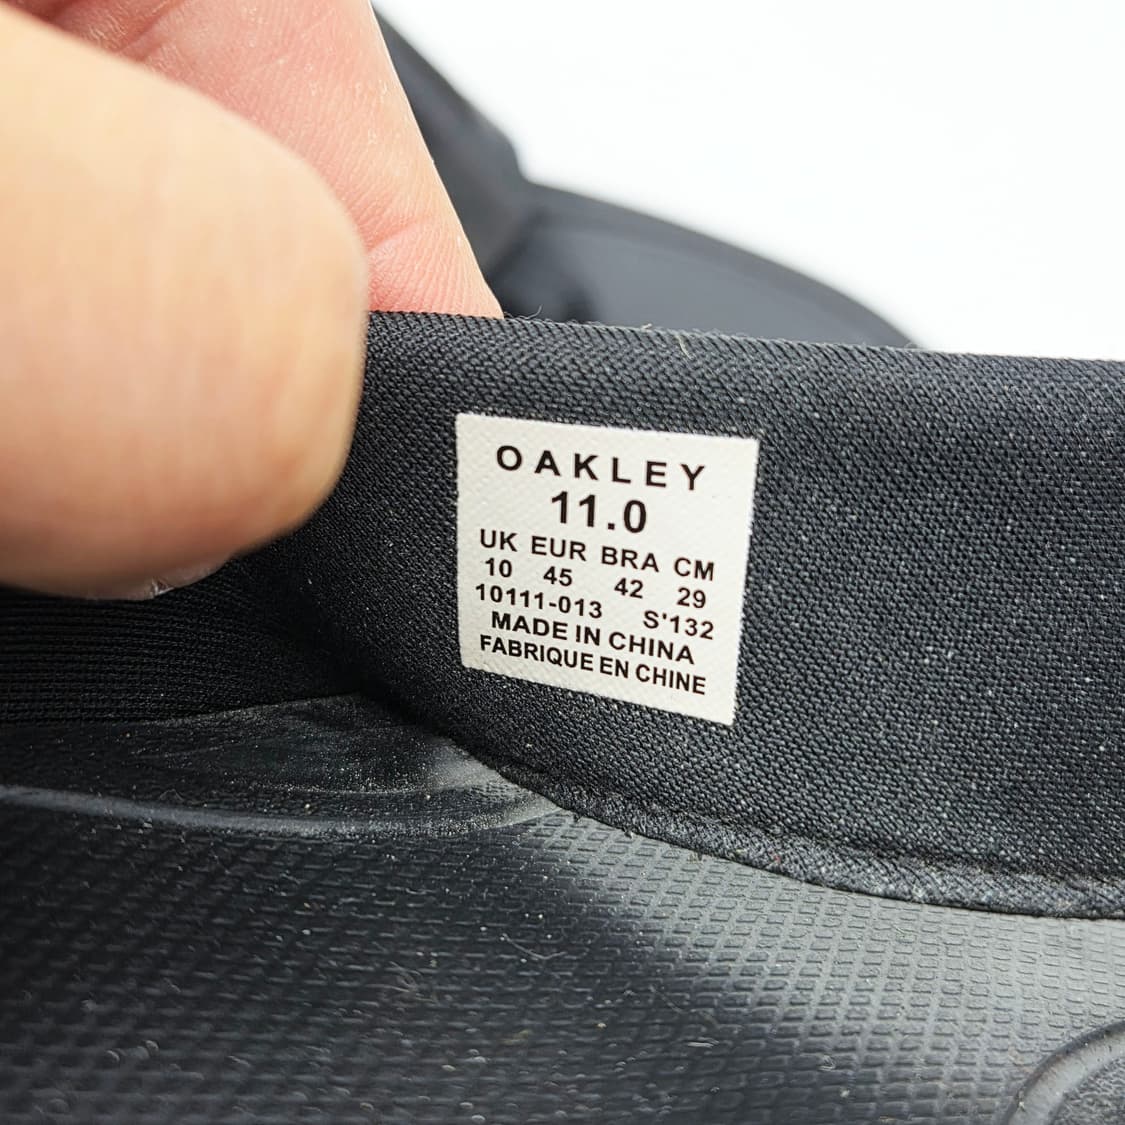 OAKLEY
11.0
UK EUR BRA CM
10 45 42 29
10111-013 S'132
MADE IN CHINA
FABRIQUE EN CHINE